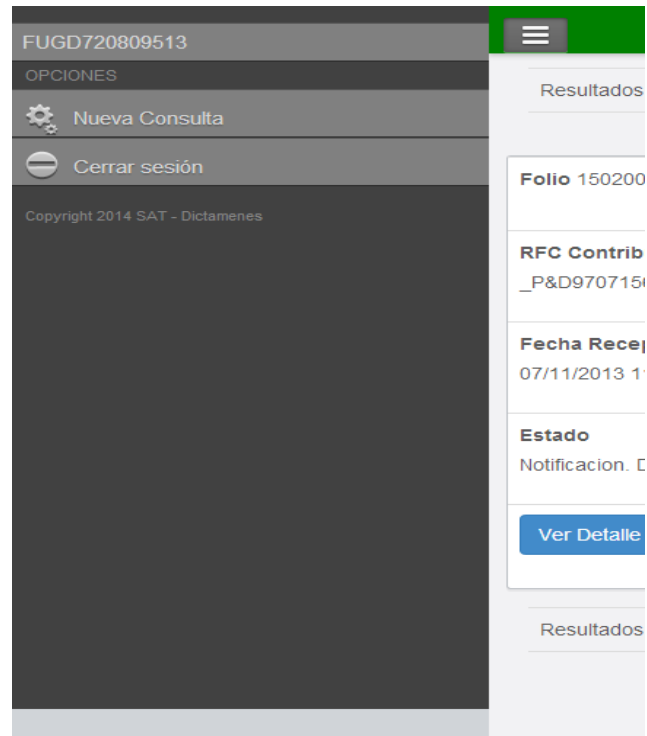 FUGD720809513
OPCIONES
Nueva Consulta
Cerrar sesión
Copyright 2014 SAT - Dictamenes
Resultados
Folio 150200
RFC Contrib
_P&D970715
Fecha Recep
07/11/2013 1
Estado
Notificacion. D
Ver Detalle
Resultados